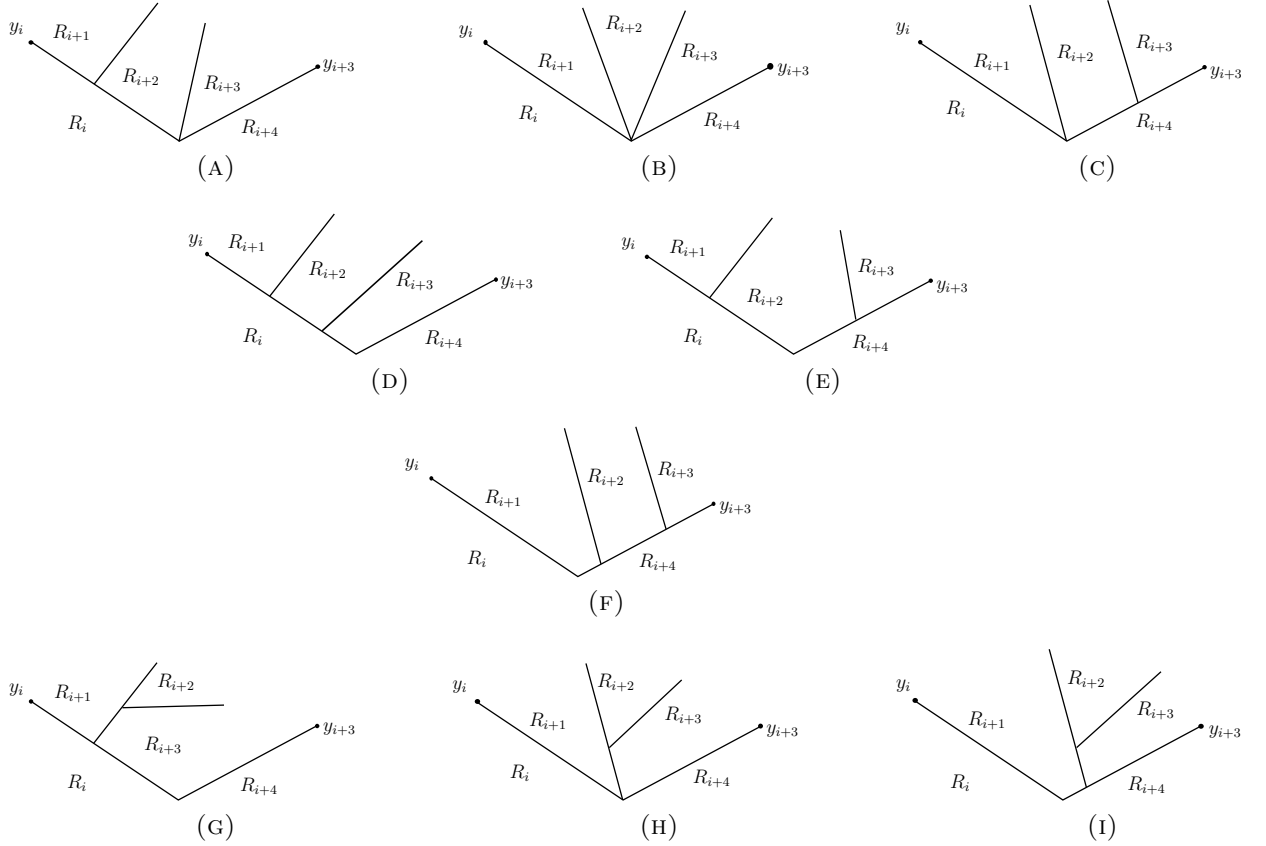 y_i R_{i+1} R_{i+2} R_{i+3} y_{i+3} R_i R_{i+4}
(A)
y_i R_{i+1} R_{i+2} R_{i+3} y_{i+3} R_i R_{i+4}
(B)
y_i R_{i+1} R_{i+2} R_{i+3} y_{i+3} R_i R_{i+4}
(C)
y_i R_{i+1} R_{i+2} R_{i+3} y_{i+3} R_i R_{i+4}
(D)
y_i R_{i+1} R_{i+2} R_{i+3} y_{i+3} R_i R_{i+4}
(E)
y_i R_{i+1} R_{i+2} R_{i+3} y_{i+3} R_i R_{i+4}
(F)
y_i R_{i+1} R_{i+2} R_{i+3} y_{i+3} R_i R_{i+4}
(G)
y_i R_{i+1} R_{i+2} R_{i+3} y_{i+3} R_i R_{i+4}
(H)
y_i R_{i+1} R_{i+2} R_{i+3} y_{i+3} R_i R_{i+4}
(I)